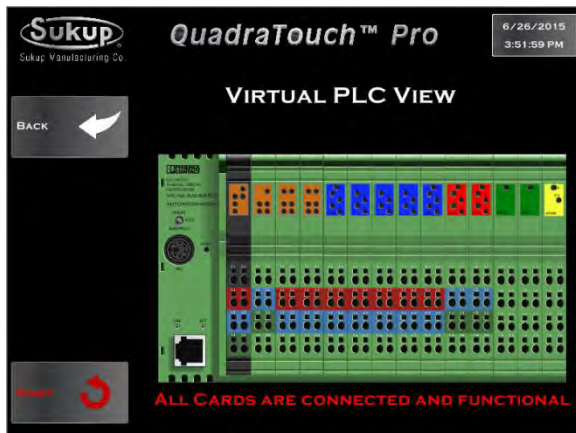 Sukup
Sukup Manufacturing Co.
QuadraTouch™ Pro
6/26/2015
3:51:59 PM
VIRTUAL PLC VIEW
BACK
RESET
ALL CARDS ARE CONNECTED AND FUNCTIONAL